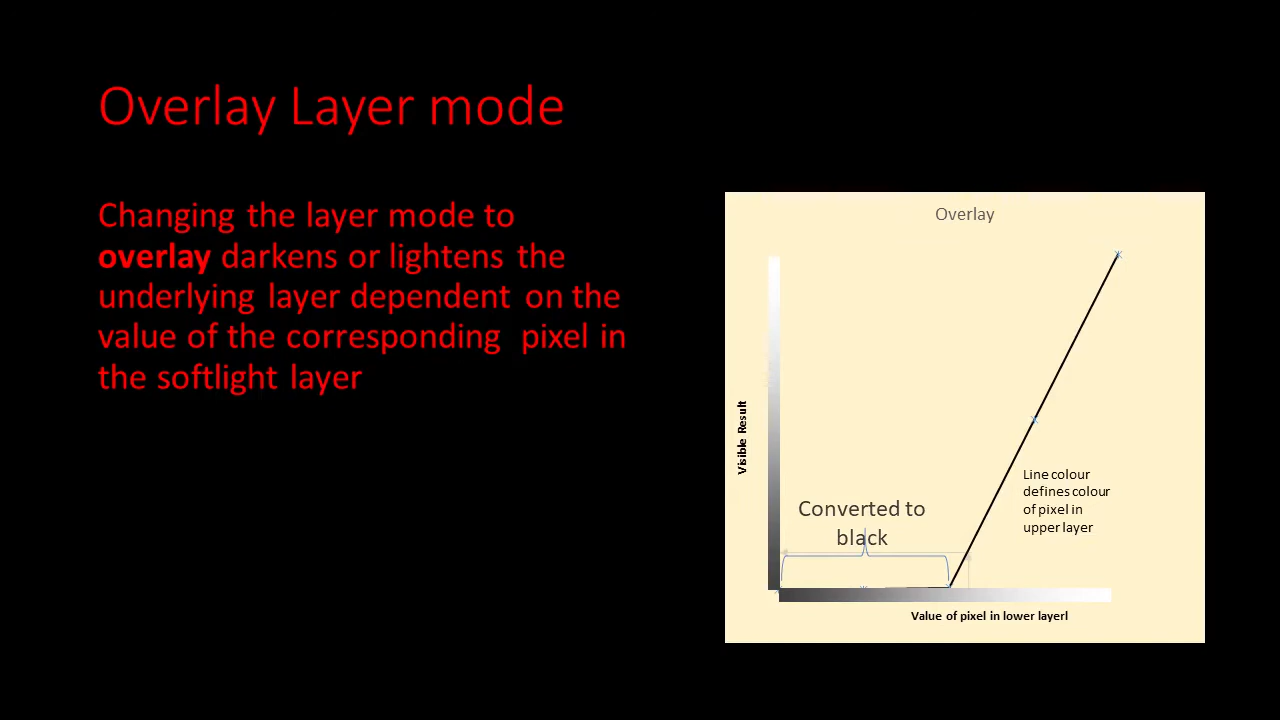 Overlay Layer mode
Changing the layer mode to
overlay darkens or lightens the
underlying layer dependent on the
value of the corresponding pixel in
the softlight layer
Overlay
Visible Result
Converted to
black
Line colour
defines colour
of pixel in
upper layer
Value of pixel in lower layerl